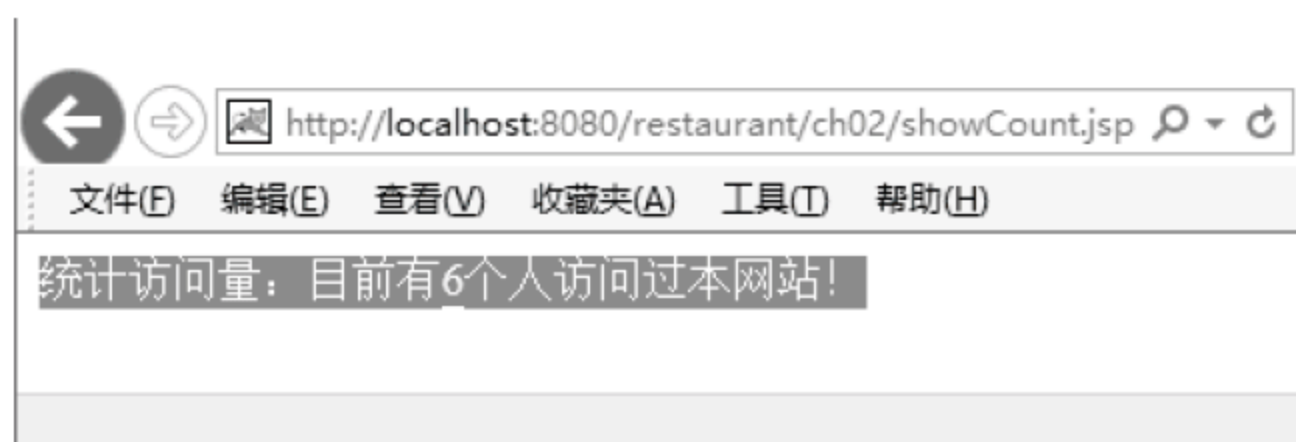 http://localhost:8080/restaurant/ch02/showCount.jsp
文件(F) 编辑(E) 查看(V) 收藏夹(A) 工具(T) 帮助(H)
统计访问量：目前有6个人访问过本网站！